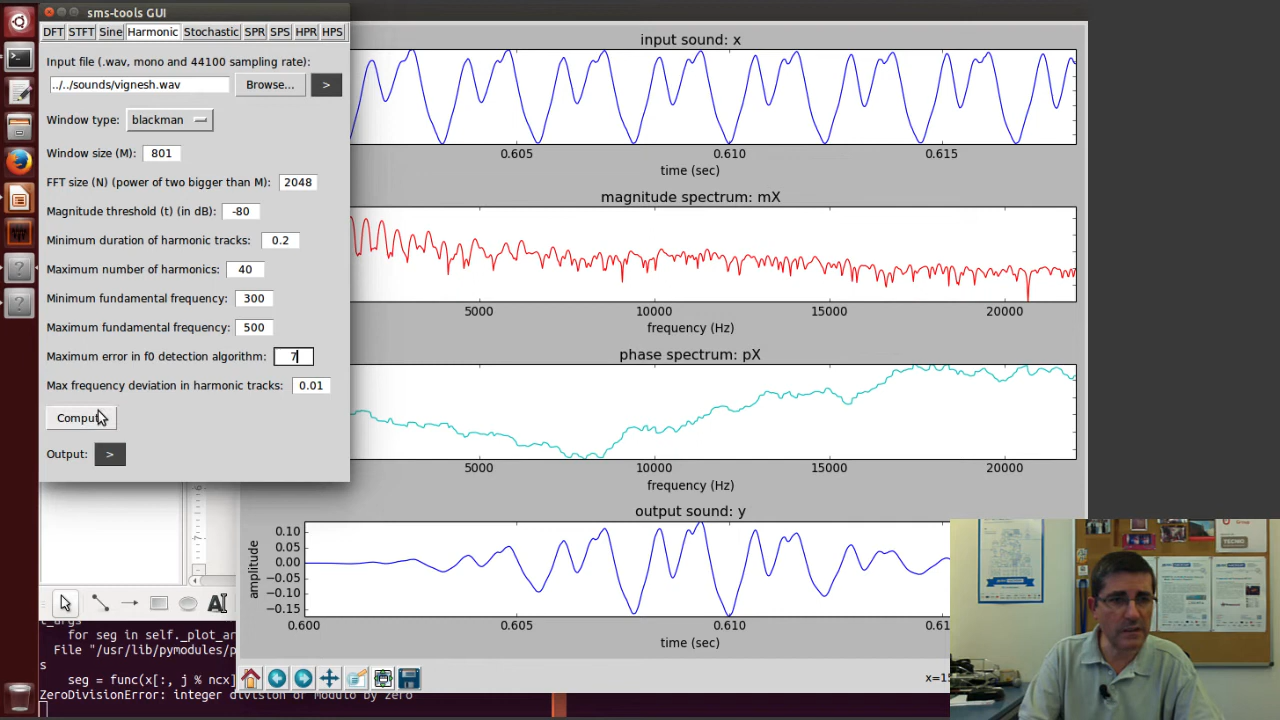 sms-tools GUI
DFT STFT Sine Harmonic Stochastic SPR SPS HPR HPS
Input file (.wav, mono and 44100 sampling rate):
../../sounds/vignesh.wav Browse... >
Window type: blackman
Window size (M): 801
FFT size (N) (power of two bigger than M): 2048
Magnitude threshold (t) (in dB): -80
Minimum duration of harmonic tracks: 0.2
Maximum number of harmonics: 40
Minimum fundamental frequency: 300
Maximum fundamental frequency: 500
Maximum error in f0 detection algorithm: 7
Max frequency deviation in harmonic tracks: 0.01
Compute
Output: >
input sound: x
0.605 0.610 0.615
time (sec)
magnitude spectrum: mX
5000 10000 15000 20000
frequency (Hz)
phase spectrum: pX
5000 10000 15000 20000
frequency (Hz)
output sound: y
amplitude
0.10
0.05
0.00
−0.05
−0.10
−0.15
0.600 0.605 0.610
time (sec)
t_args
for seg in self._plot_ar
File "/usr/lib/pymodules/p
s
seg = func(x[:, j % ncx]
ZeroDivisionError: integer division or modulo by zero